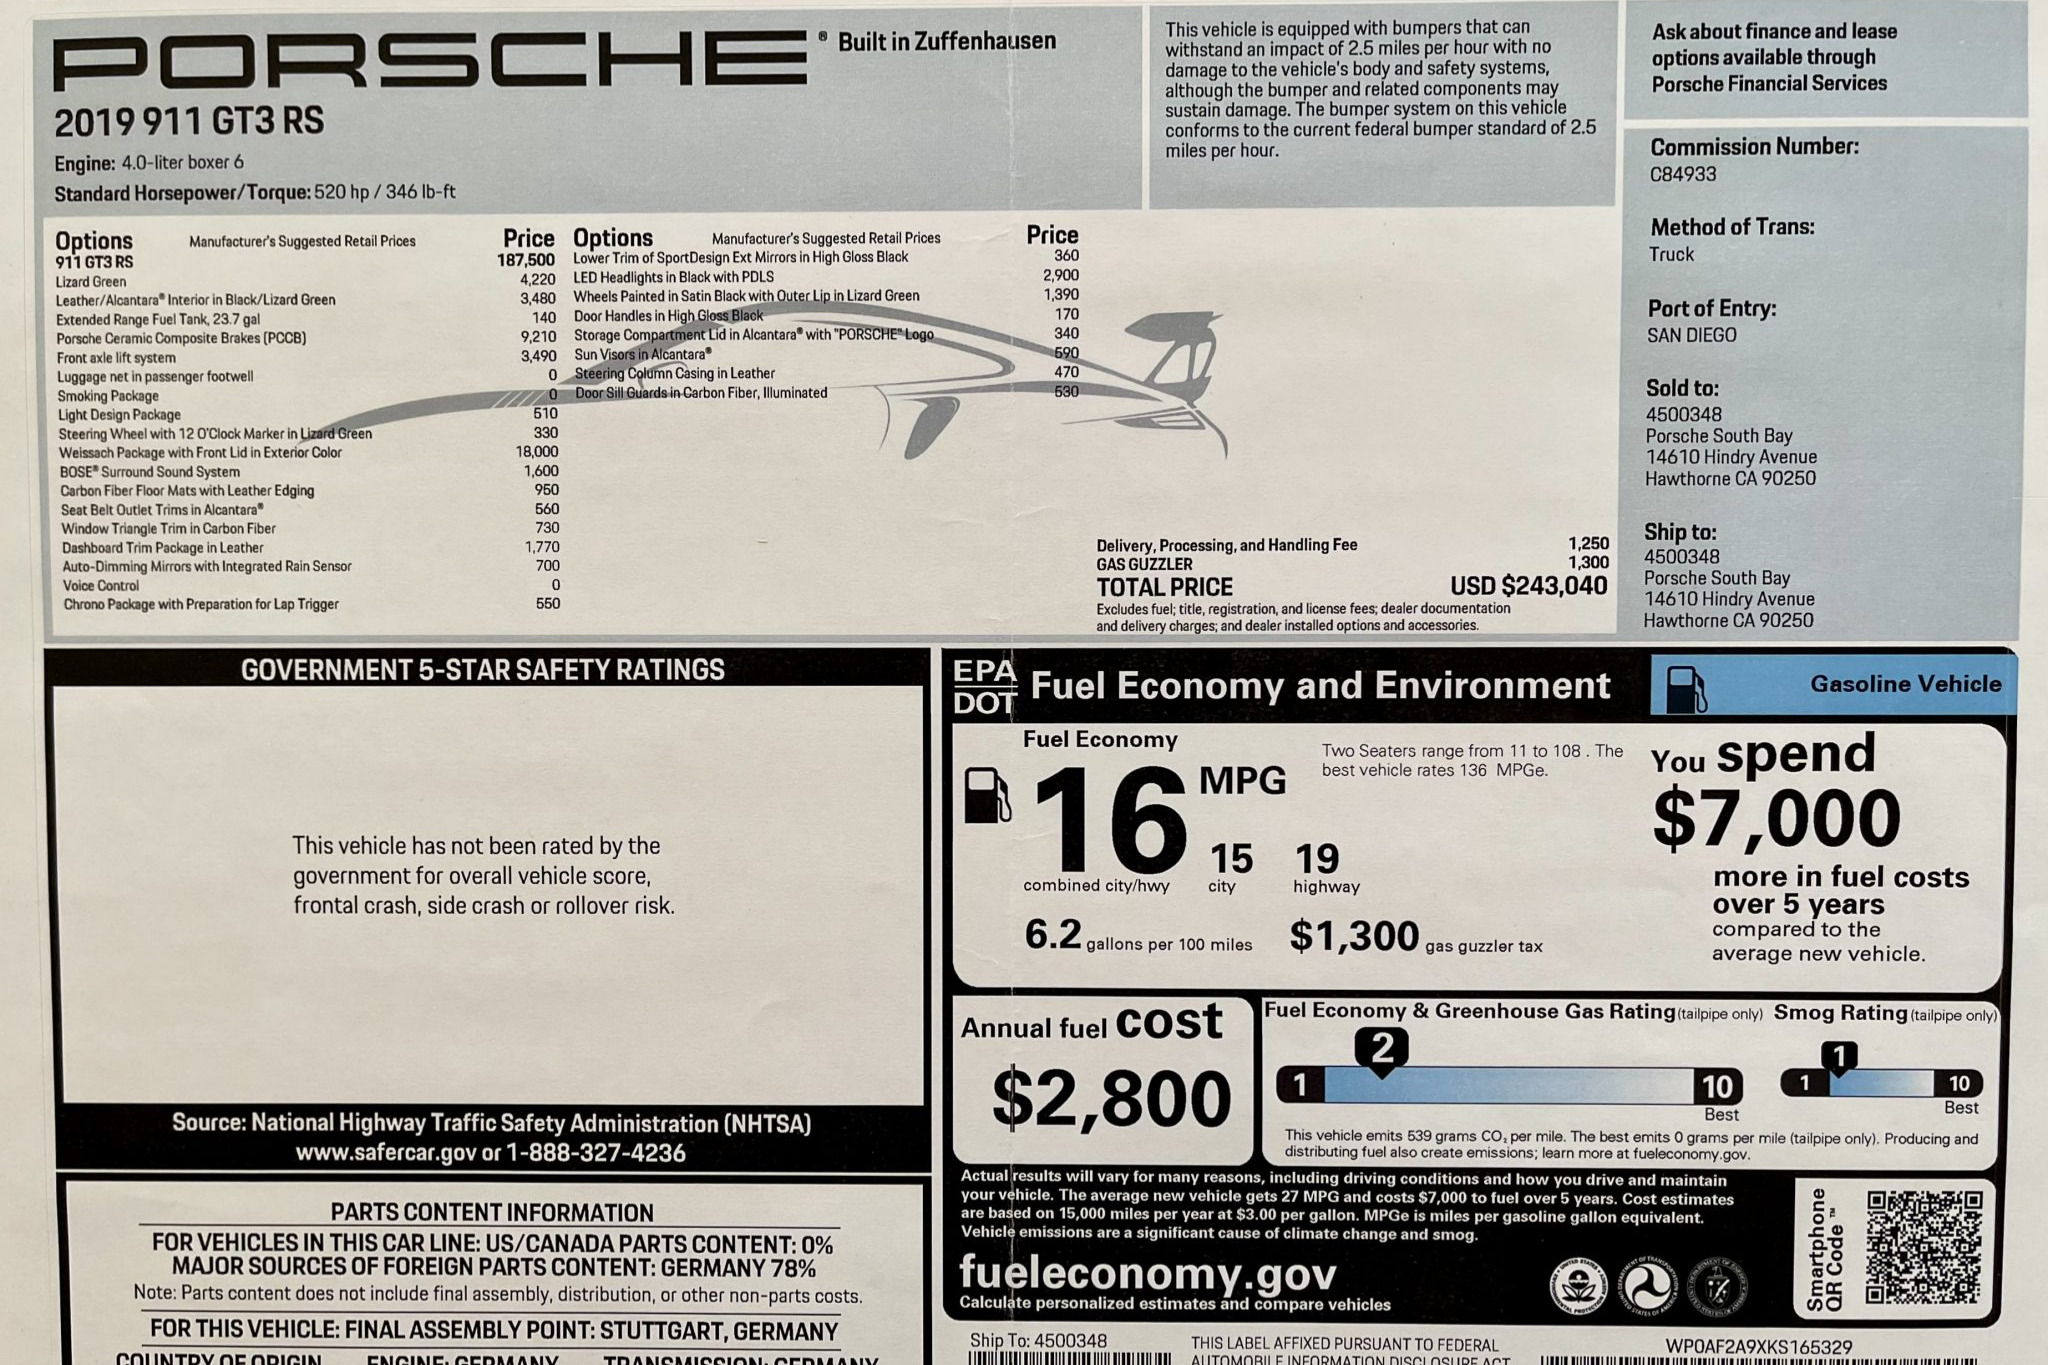 PORSCHE® Built in Zuffenhausen
2019 911 GT3 RS
Engine: 4.0-liter boxer 6
Standard Horsepower/Torque: 520 hp / 346 lb-ft
This vehicle is equipped with bumpers that can
withstand an impact of 2.5 miles per hour with no
damage to the vehicle's body and safety systems,
although the bumper and related components may
sustain damage. The bumper system on this vehicle
conforms to the current federal bumper standard of 2.5
miles per hour.
Ask about finance and lease
options available through
Porsche Financial Services
Commission Number:
C84933
Method of Trans:
Truck
Port of Entry:
SAN DIEGO
Sold to:
4500348
Porsche South Bay
14610 Hindry Avenue
Hawthorne CA 90250
Ship to:
4500348
Porsche South Bay
14610 Hindry Avenue
Hawthorne CA 90250
Options Manufacturer's Suggested Retail Prices Price
911 GT3 RS 187,500
Lizard Green 4,220
Leather/Alcantara® Interior in Black/Lizard Green 3,480
Extended Range Fuel Tank, 23.7 gal 140
Porsche Ceramic Composite Brakes (PCCB) 9,210
Front axle lift system 3,490
Luggage net in passenger footwell 0
Smoking Package 0
Light Design Package 510
Steering Wheel with 12 O'Clock Marker in Lizard Green 330
Weissach Package with Front Lid in Exterior Color 18,000
BOSE® Surround Sound System 1,600
Carbon Fiber Floor Mats with Leather Edging 950
Seat Belt Outlet Trims in Alcantara® 560
Window Triangle Trim in Carbon Fiber 730
Dashboard Trim Package in Leather 1,770
Auto-Dimming Mirrors with Integrated Rain Sensor 700
Voice Control 0
Chrono Package with Preparation for Lap Trigger 550
Options Manufacturer's Suggested Retail Prices Price
Lower Trim of SportDesign Ext Mirrors in High Gloss Black 360
LED Headlights in Black with PDLS 2,900
Wheels Painted in Satin Black with Outer Lip in Lizard Green 1,390
Door Handles in High Gloss Black 170
Storage Compartment Lid in Alcantara® with "PORSCHE" Logo 340
Sun Visors in Alcantara® 590
Steering Column Casing in Leather 470
Door Sill Guards in Carbon Fiber, Illuminated 530
Delivery, Processing, and Handling Fee 1,250
GAS GUZZLER 1,300
TOTAL PRICE USD $243,040
Excludes fuel; title, registration, and license fees; dealer documentation
and delivery charges; and dealer installed options and accessories.
GOVERNMENT 5-STAR SAFETY RATINGS
This vehicle has not been rated by the
government for overall vehicle score,
frontal crash, side crash or rollover risk.
Source: National Highway Traffic Safety Administration (NHTSA)
www.safercar.gov or 1-888-327-4236
PARTS CONTENT INFORMATION
FOR VEHICLES IN THIS CAR LINE: US/CANADA PARTS CONTENT: 0%
MAJOR SOURCES OF FOREIGN PARTS CONTENT: GERMANY 78%
Note: Parts content does not include final assembly, distribution, or other non-parts costs.
FOR THIS VEHICLE: FINAL ASSEMBLY POINT: STUTTGART, GERMANY
COUNTRY OF ORIGIN ENGINE: GERMANY TRANSMISSION: GERMANY
EPA
DOT
Fuel Economy and Environment
Gasoline Vehicle
Fuel Economy
16 MPG
combined city/hwy
15
city
19
highway
Two Seaters range from 11 to 108 . The
best vehicle rates 136 MPGe.
6.2 gallons per 100 miles
$1,300 gas guzzler tax
You spend
$7,000
more in fuel costs
over 5 years
compared to the
average new vehicle.
Annual fuel cost
$2,800
Fuel Economy & Greenhouse Gas Rating (tailpipe only)
2
1 10
Best
Smog Rating (tailpipe only)
1
1 10
Best
This vehicle emits 539 grams CO₂ per mile. The best emits 0 grams per mile (tailpipe only). Producing and
distributing fuel also create emissions; learn more at fueleconomy.gov.
Actual results will vary for many reasons, including driving conditions and how you drive and maintain
your vehicle. The average new vehicle gets 27 MPG and costs $7,000 to fuel over 5 years. Cost estimates
are based on 15,000 miles per year at $3.00 per gallon. MPGe is miles per gasoline gallon equivalent.
Vehicle emissions are a significant cause of climate change and smog.
fueleconomy.gov
Calculate personalized estimates and compare vehicles
Smartphone
QR Code™
Ship To: 4500348
THIS LABEL AFFIXED PURSUANT TO FEDERAL
AUTOMOBILE INFORMATION DISCLOSURE ACT
WP0AF2A9XKS165329